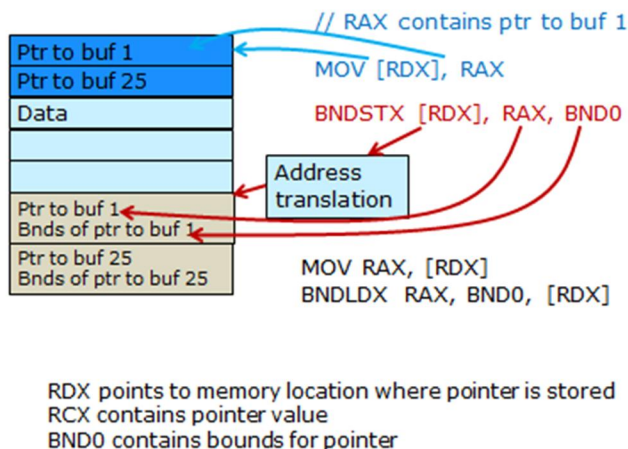 // RAX contains ptr to buf 1
Ptr to buf 1
Ptr to buf 25
Data
MOV [RDX], RAX
BNDSTX [RDX], RAX, BND0
Address
translation
Ptr to buf 1
Bnds of ptr to buf 1
Ptr to buf 25
Bnds of ptr to buf 25
MOV RAX, [RDX]
BNDLDX RAX, BND0, [RDX]
RDX points to memory location where pointer is stored
RCX contains pointer value
BND0 contains bounds for pointer